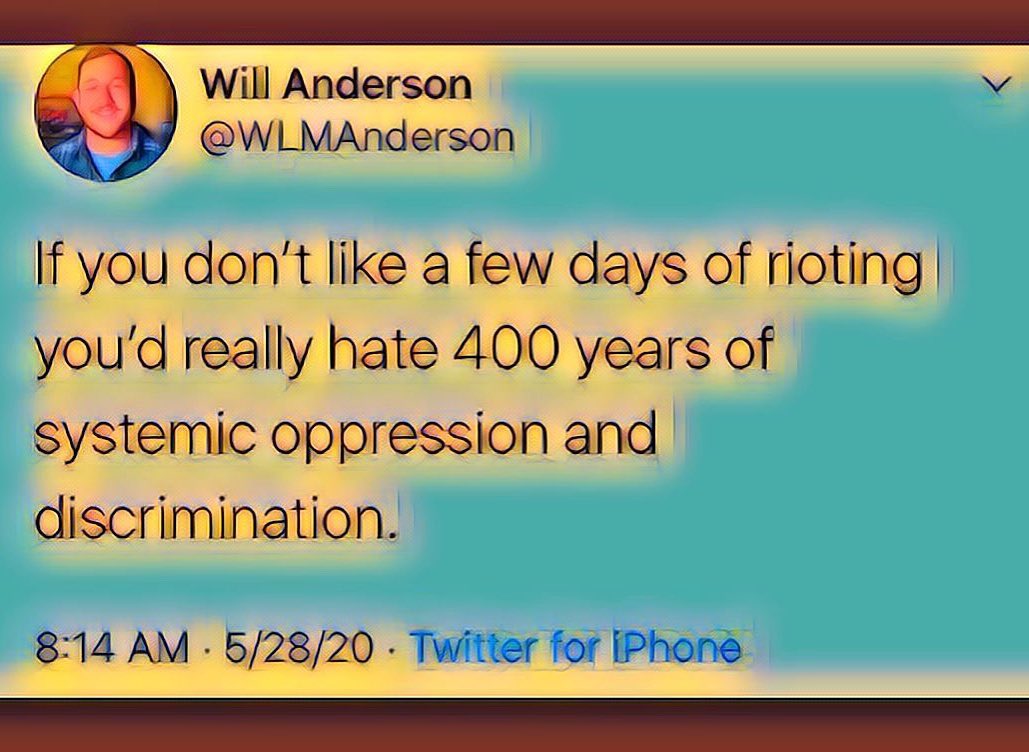 Will Anderson
@WLMAnderson
If you don't like a few days of rioting
you'd really hate 400 years of
systemic oppression and
discrimination.
8:14 AM · 5/28/20 · Twitter for iPhone